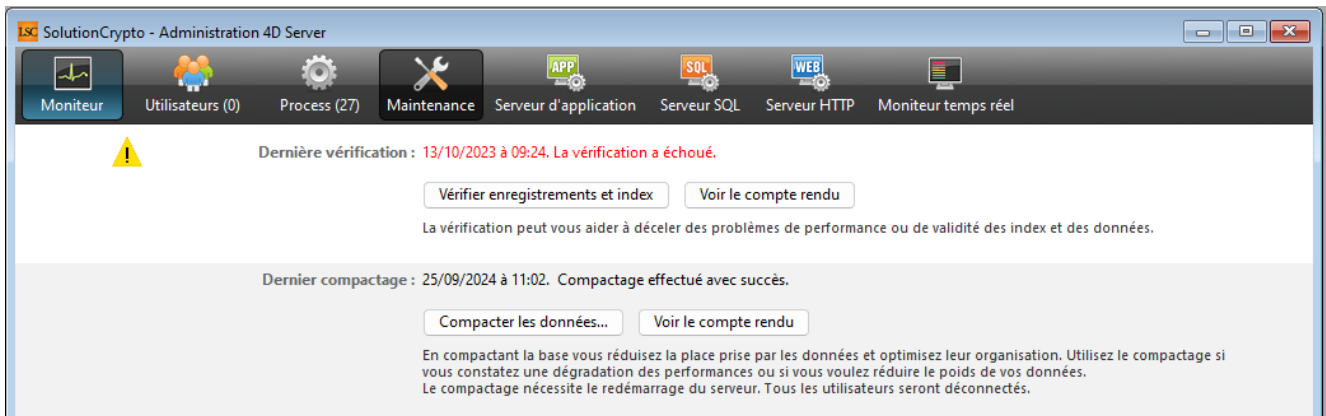 LSC SolutionCrypto - Administration 4D Server
APP SQL WEB
Moniteur Utilisateurs (0) Process (27) Maintenance Serveur d'application Serveur SQL Serveur HTTP Moniteur temps réel
Dernière vérification : 13/10/2023 à 09:24. La vérification a échoué.
Vérifier enregistrements et index Voir le compte rendu
La vérification peut vous aider à déceler des problèmes de performance ou de validité des index et des données.
Dernier compactage : 25/09/2024 à 11:02. Compactage effectué avec succès.
Compacter les données... Voir le compte rendu
En compactant la base vous réduisez la place prise par les données et optimisez leur organisation. Utilisez le compactage si
vous constatez une dégradation des performances ou si vous voulez réduire le poids de vos données.
Le compactage nécessite le redémarrage du serveur. Tous les utilisateurs seront déconnectés.